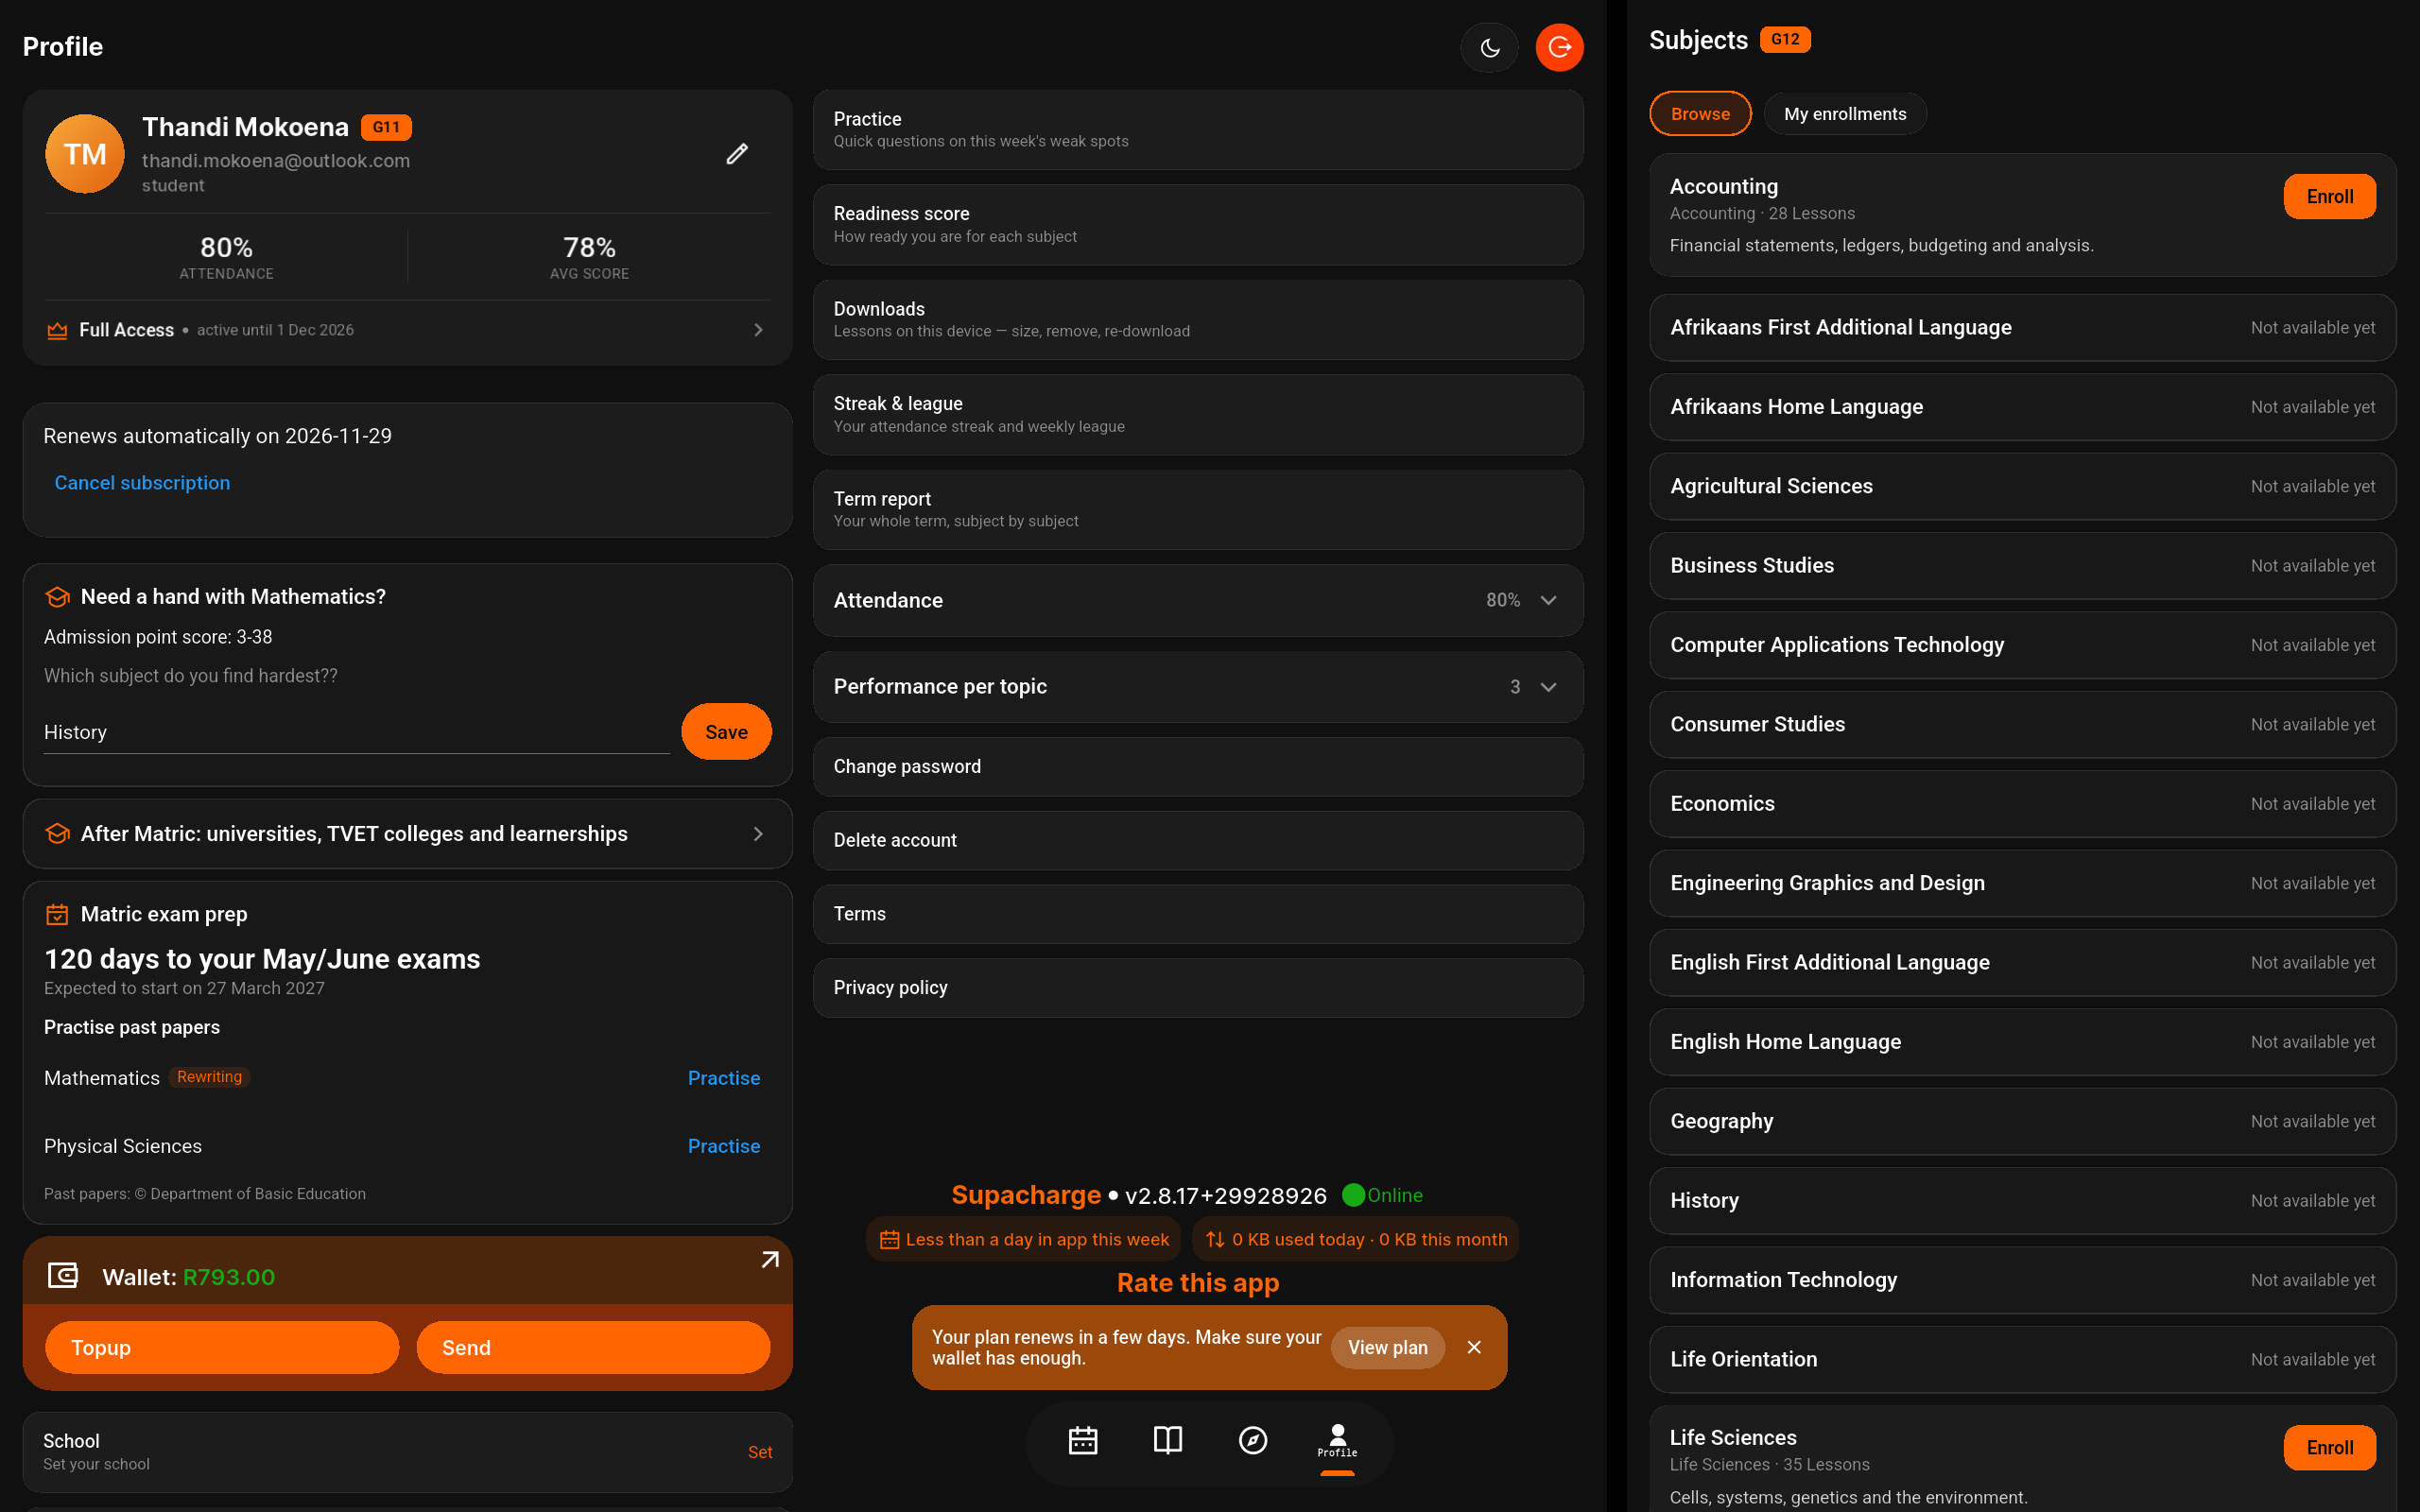 Profile
TM
Thandi Mokoena G11
thandi.mokoena@outlook.com
student
80%
ATTENDANCE
78%
AVG SCORE
Full Access • active until 1 Dec 2026
Renews automatically on 2026-11-29
Cancel subscription
Need a hand with Mathematics?
Admission point score: 3-38
Which subject do you find hardest??
History
Save
After Matric: universities, TVET colleges and learnerships
Matric exam prep
120 days to your May/June exams
Expected to start on 27 March 2027
Practise past papers
Mathematics Rewriting Practise
Physical Sciences Practise
Past papers: © Department of Basic Education
Wallet: R793.00
Topup
Send
School
Set your school
Set
Practice
Quick questions on this week's weak spots
Readiness score
How ready you are for each subject
Downloads
Lessons on this device — size, remove, re-download
Streak & league
Your attendance streak and weekly league
Term report
Your whole term, subject by subject
Attendance 80%
Performance per topic 3
Change password
Delete account
Terms
Privacy policy
Supacharge • v2.8.17+29928926 Online
Less than a day in app this week
0 KB used today · 0 KB this month
Rate this app
Your plan renews in a few days. Make sure your
wallet has enough.
View plan
Profile
Subjects G12
Browse
My enrollments
Accounting
Accounting · 28 Lessons
Financial statements, ledgers, budgeting and analysis.
Enroll
Afrikaans First Additional Language Not available yet
Afrikaans Home Language Not available yet
Agricultural Sciences Not available yet
Business Studies Not available yet
Computer Applications Technology Not available yet
Consumer Studies Not available yet
Economics Not available yet
Engineering Graphics and Design Not available yet
English First Additional Language Not available yet
English Home Language Not available yet
Geography Not available yet
History Not available yet
Information Technology Not available yet
Life Orientation Not available yet
Life Sciences
Life Sciences · 35 Lessons
Cells, systems, genetics and the environment.
Enroll